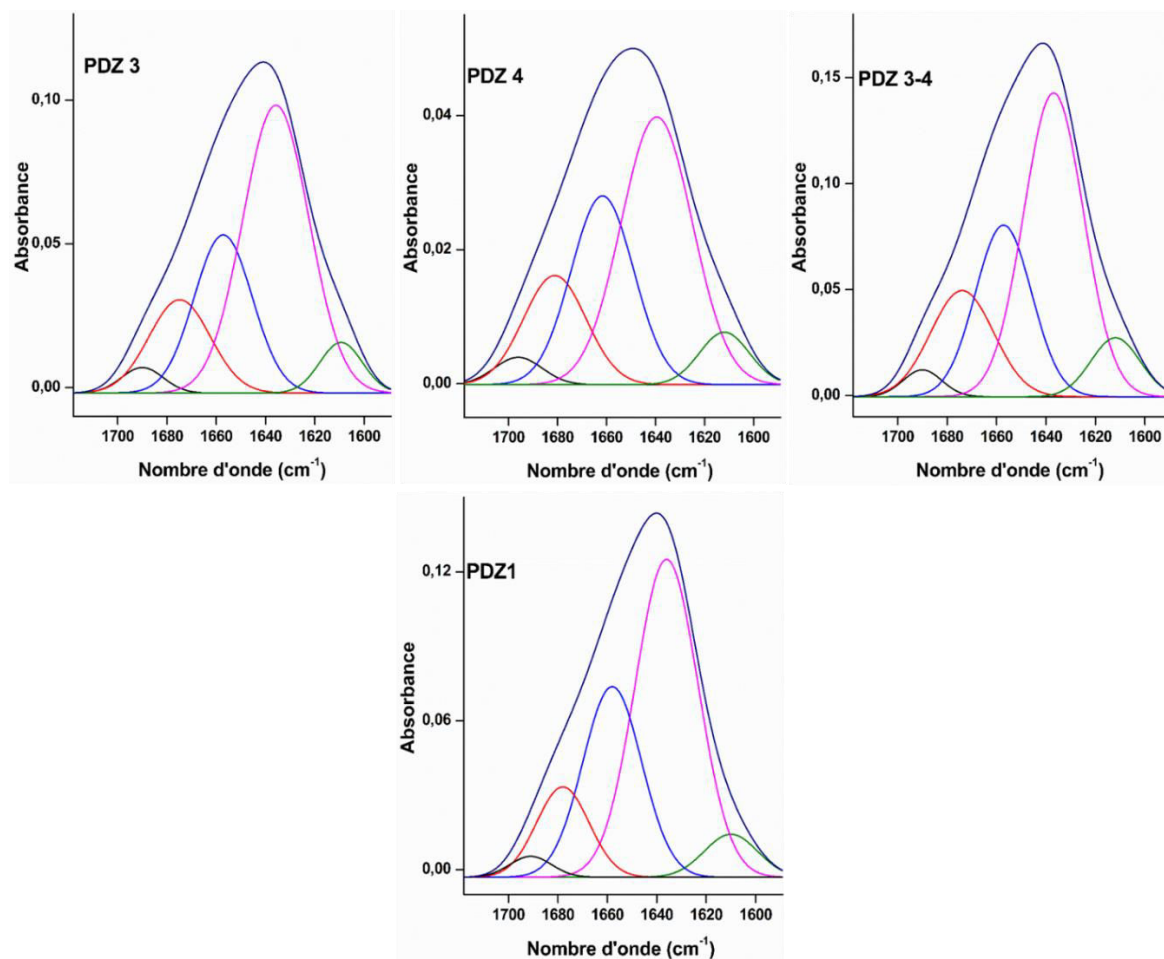 PDZ 3
0,10
0,05
0,00
Absorbance
1700 1680 1660 1640 1620 1600
Nombre d'onde (cm-1)
PDZ 4
0,04
0,02
0,00
Absorbance
1700 1680 1660 1640 1620 1600
Nombre d'onde (cm-1)
PDZ 3-4
0,15
0,10
0,05
0,00
Absorbance
1700 1680 1660 1640 1620 1600
Nombre d'onde (cm-1)
PDZ1
0,12
0,06
0,00
Absorbance
1700 1680 1660 1640 1620 1600
Nombre d'onde (cm-1)